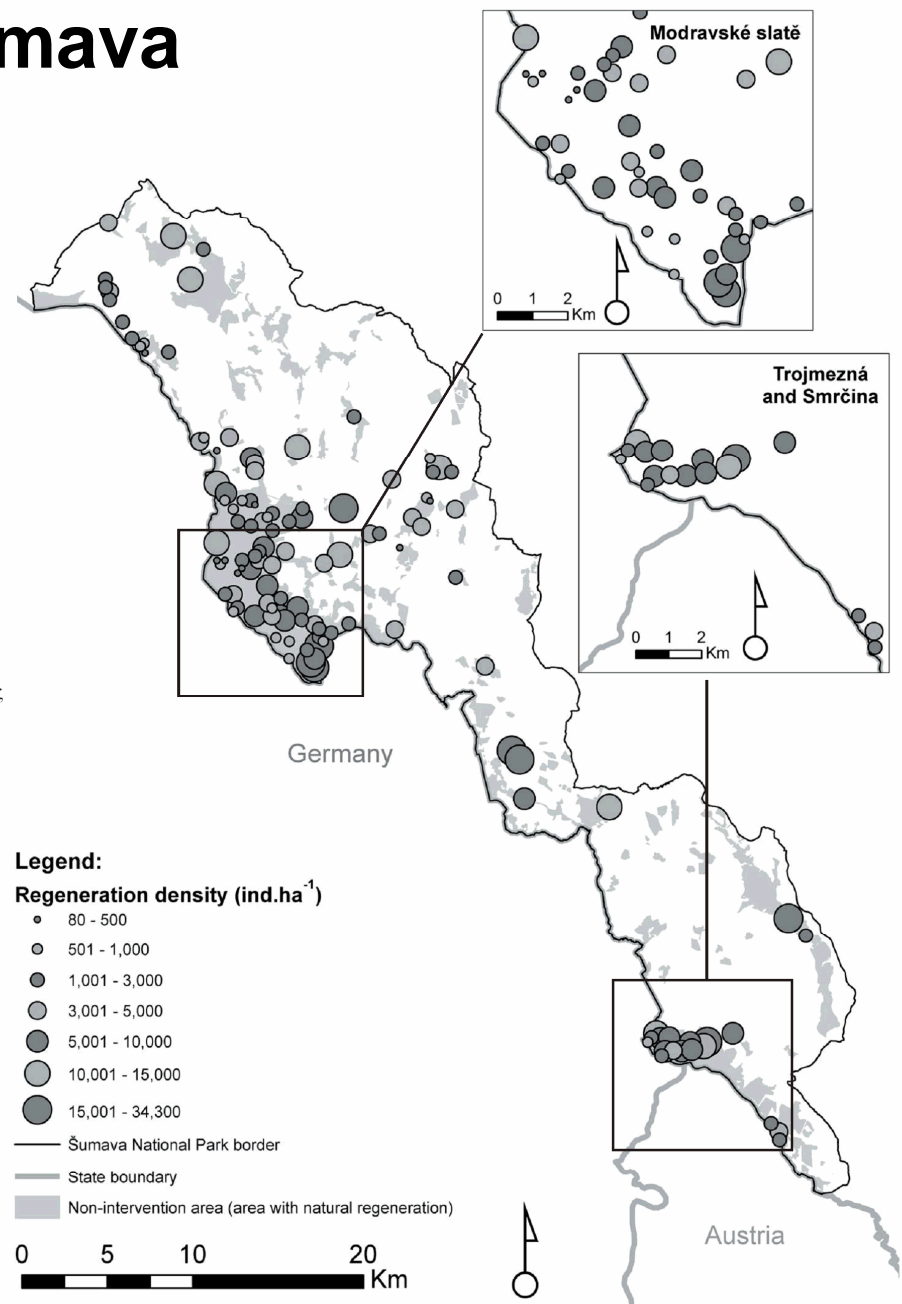 mava
Modravské slatě
0 1 2
Km
Trojmezná
and Smrčina
0 1 2
Km
Germany
Legend:
Regeneration density (ind.ha⁻¹)
80 - 500
501 - 1,000
1,001 - 3,000
3,001 - 5,000
5,001 - 10,000
10,001 - 15,000
15,001 - 34,300
Šumava National Park border
State boundary
Non-intervention area (area with natural regeneration)
Austria
0 5 10 20
Km